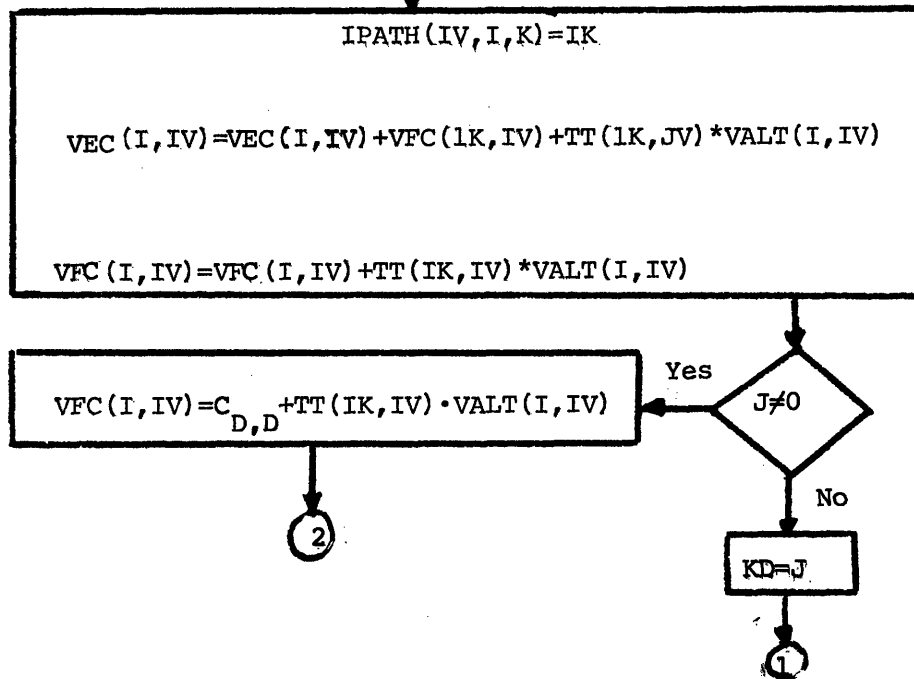 IPATH(IV,I,K)=IK
VEC(I,IV)=VEC(I,IV)+VFC(1K,IV)+TT(1K,JV)*VALT(I,IV)
VFC(I,IV)=VFC(I,IV)+TT(IK,IV)*VALT(I,IV)
Yes
J≠0
VFC(I,IV)=C_{D,D}+TT(IK,IV)·VALT(I,IV)
No
2
KD=J
1